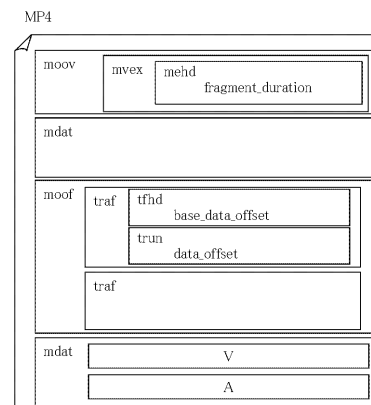 MP4
moov
mvex
mehd
fragment_duration
mdat
moof
traf
tfhd
base_data_offset
trun
data_offset
traf
mdat
V
A